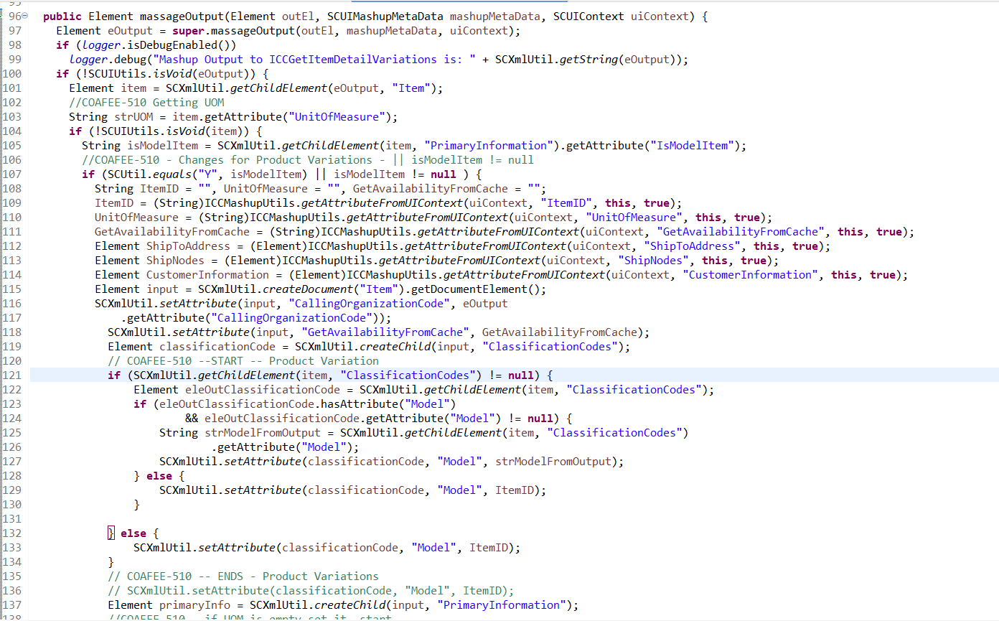 96 public Element massageOutput(Element outEl, SCUIMashupMetaData mashupMetaData, SCUIContext uiContext) {
97 Element eOutput = super.massageOutput(outEl, mashupMetaData, uiContext);
98 if (logger.isDebugEnabled())
99 logger.debug("Mashup Output to ICCGetItemDetailVariations is: " + SCXmlUtil.getString(eOutput));
100 if (!SCUIUtils.isVoid(eOutput)) {
101 Element item = SCXmlUtil.getChildElement(eOutput, "Item");
102 //COAFEE-510 Getting UOM
103 String strUOM = item.getAttribute("UnitOfMeasure");
104 if (!SCUIUtils.isVoid(item)) {
105 String isModelItem = SCXmlUtil.getChildElement(item, "PrimaryInformation").getAttribute("IsModelItem");
106 //COAFEE-510 - Changes for Product Variations - || isModelItem != null
107 if (SCUtil.equals("Y", isModelItem) || isModelItem != null ) {
108 String ItemID = "", UnitOfMeasure = "", GetAvailabilityFromCache = "";
109 ItemID = (String)ICCMashupUtils.getAttributeFromUIContext(uiContext, "ItemID", this, true);
110 UnitOfMeasure = (String)ICCMashupUtils.getAttributeFromUIContext(uiContext, "UnitOfMeasure", this, true);
111 GetAvailabilityFromCache = (String)ICCMashupUtils.getAttributeFromUIContext(uiContext, "GetAvailabilityFromCache", this, true);
112 Element ShipToAddress = (Element)ICCMashupUtils.getAttributeFromUIContext(uiContext, "ShipToAddress", this, true);
113 Element ShipNodes = (Element)ICCMashupUtils.getAttributeFromUIContext(uiContext, "ShipNodes", this, true);
114 Element CustomerInformation = (Element)ICCMashupUtils.getAttributeFromUIContext(uiContext, "CustomerInformation", this, true);
115 Element input = SCXmlUtil.createDocument("Item").getDocumentElement();
116 SCXmlUtil.setAttribute(input, "CallingOrganizationCode", eOutput
117 .getAttribute("CallingOrganizationCode"));
118 SCXmlUtil.setAttribute(input, "GetAvailabilityFromCache", GetAvailabilityFromCache);
119 Element classificationCode = SCXmlUtil.createChild(input, "ClassificationCodes");
120 // COAFEE-510 --START -- Product Variation
121 if (SCXmlUtil.getChildElement(item, "ClassificationCodes") != null) {
122 Element eleOutClassificationCode = SCXmlUtil.getChildElement(item, "ClassificationCodes");
123 if (eleOutClassificationCode.hasAttribute("Model")
124 && eleOutClassificationCode.getAttribute("Model") != null) {
125 String strModelFromOutput = SCXmlUtil.getChildElement(item, "ClassificationCodes")
126 .getAttribute("Model");
127 SCXmlUtil.setAttribute(classificationCode, "Model", strModelFromOutput);
128 } else {
129 SCXmlUtil.setAttribute(classificationCode, "Model", ItemID);
130 }
131
132 } else {
133 SCXmlUtil.setAttribute(classificationCode, "Model", ItemID);
134 }
135 // COAFEE-510 -- ENDS - Product Variations
136 // SCXmlUtil.setAttribute(classificationCode, "Model", ItemID);
137 Element primaryInfo = SCXmlUtil.createChild(input, "PrimaryInformation");
138 //COAFEE-510 if UOM is empty set it start